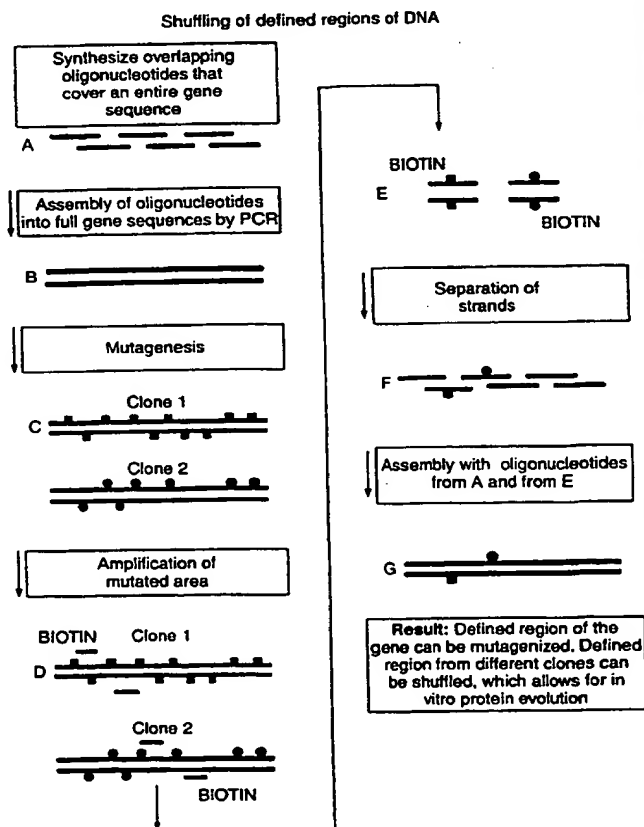 Shuffling of defined regions of DNA
Synthesize overlapping
oligonucleotides that
cover an entire gene
sequence
A
Assembly of oligonucleotides
into full gene sequences by PCR
B
Mutagenesis
Clone 1
C
Clone 2
Amplification of
mutated area
BIOTIN
Clone 1
D
Clone 2
BIOTIN
BIOTIN
E
BIOTIN
Separation of
strands
F
Assembly with oligonucleotides
from A and from E
G
Result: Defined region of the
gene can be mutagenized. Defined
region from different clones can
be shuffled, which allows for in
vitro protein evolution